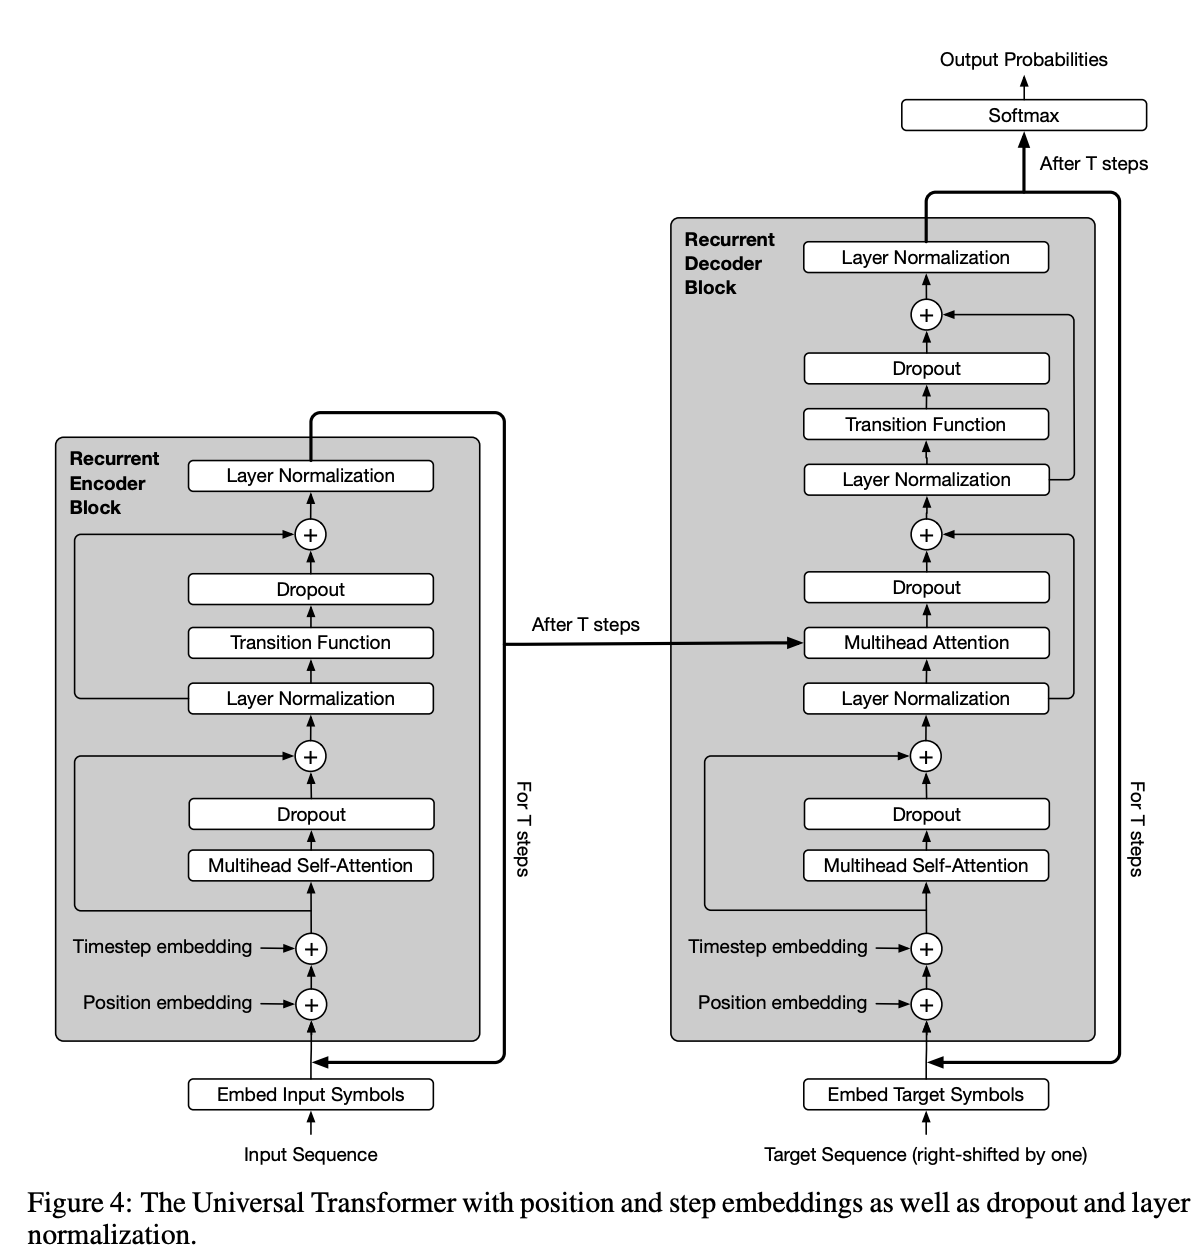 Output Probabilities
Softmax
After T steps
Recurrent
Decoder
Block
Layer Normalization
+
Dropout
Transition Function
Layer Normalization
+
Dropout
Multihead Attention
Layer Normalization
+
Dropout
Multihead Self-Attention
Timestep embedding
+
Position embedding
+
For T steps
Embed Target Symbols
Target Sequence (right-shifted by one)
Recurrent
Encoder
Block
Layer Normalization
+
Dropout
Transition Function
Layer Normalization
+
Dropout
Multihead Self-Attention
Timestep embedding
+
Position embedding
+
For T steps
After T steps
Embed Input Symbols
Input Sequence
Figure 4: The Universal Transformer with position and step embeddings as well as dropout and layer
normalization.